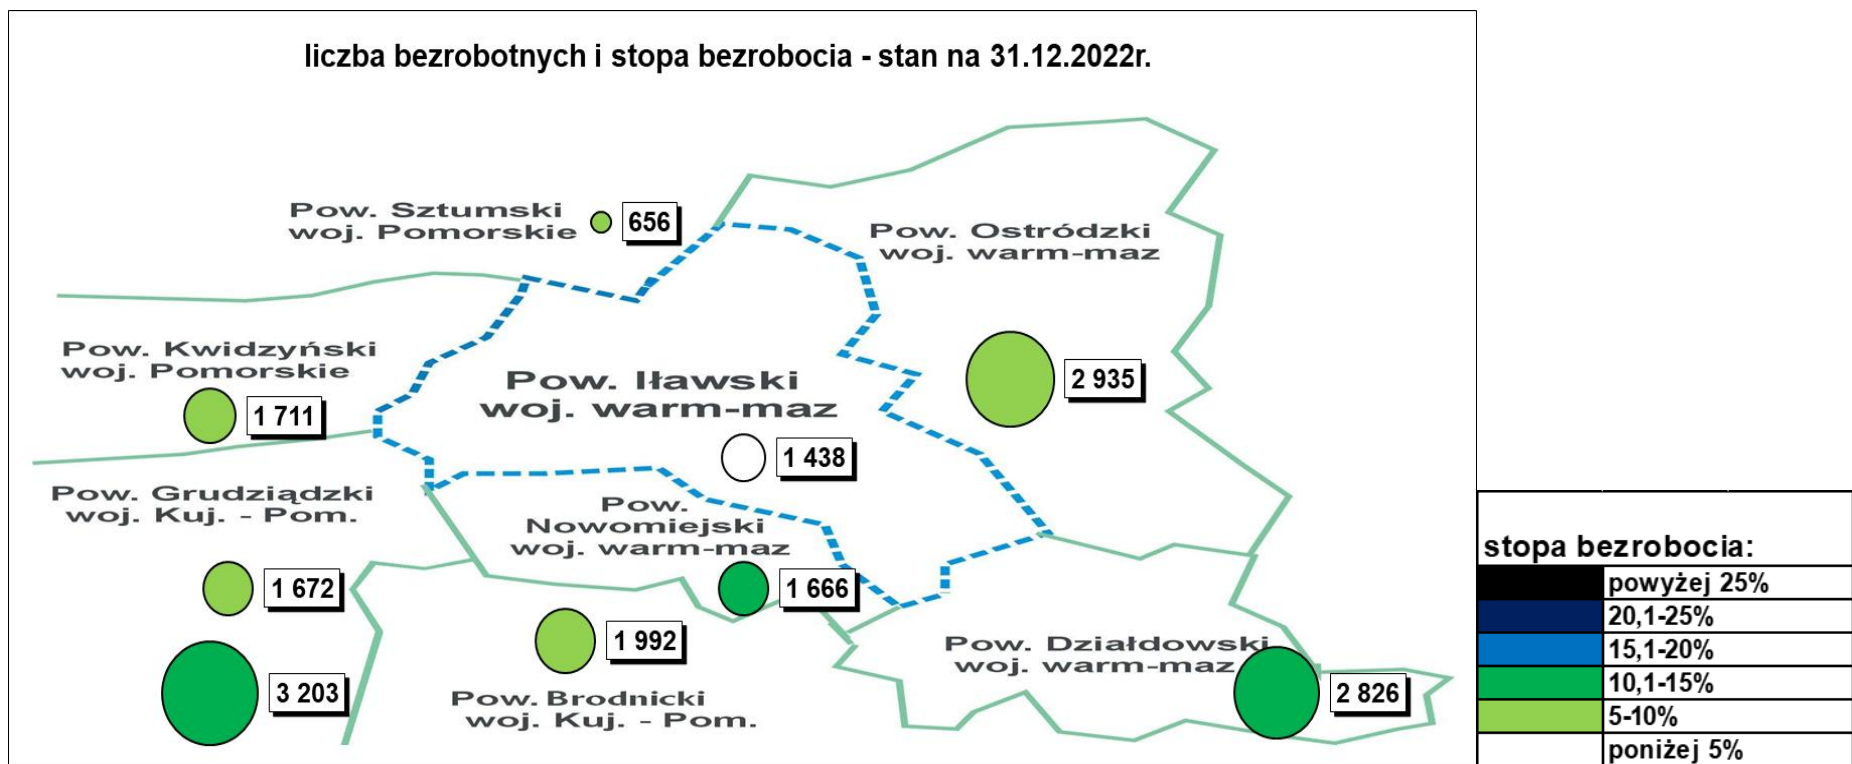 liczba bezrobotnych i stopa bezrobocia - stan na 31.12.2022r.
Pow. Sztumski
woj. Pomorskie
656
Pow. Ostródzki
woj. warm-maz
2 935
Pow. Kwidzyński
woj. Pomorskie
1 711
Pow. Iławski
woj. warm-maz
1 438
Pow. Grudziądzki
woj. Kuj. - Pom.
1 672
3 203
Pow.
Nowomiejski
woj. warm-maz
1 666
1 992
Pow. Brodnicki
woj. Kuj. - Pom.
Pow. Działdowski
woj. warm-maz
2 826
stopa bezrobocia:
powyżej 25%
20,1-25%
15,1-20%
10,1-15%
5-10%
poniżej 5%